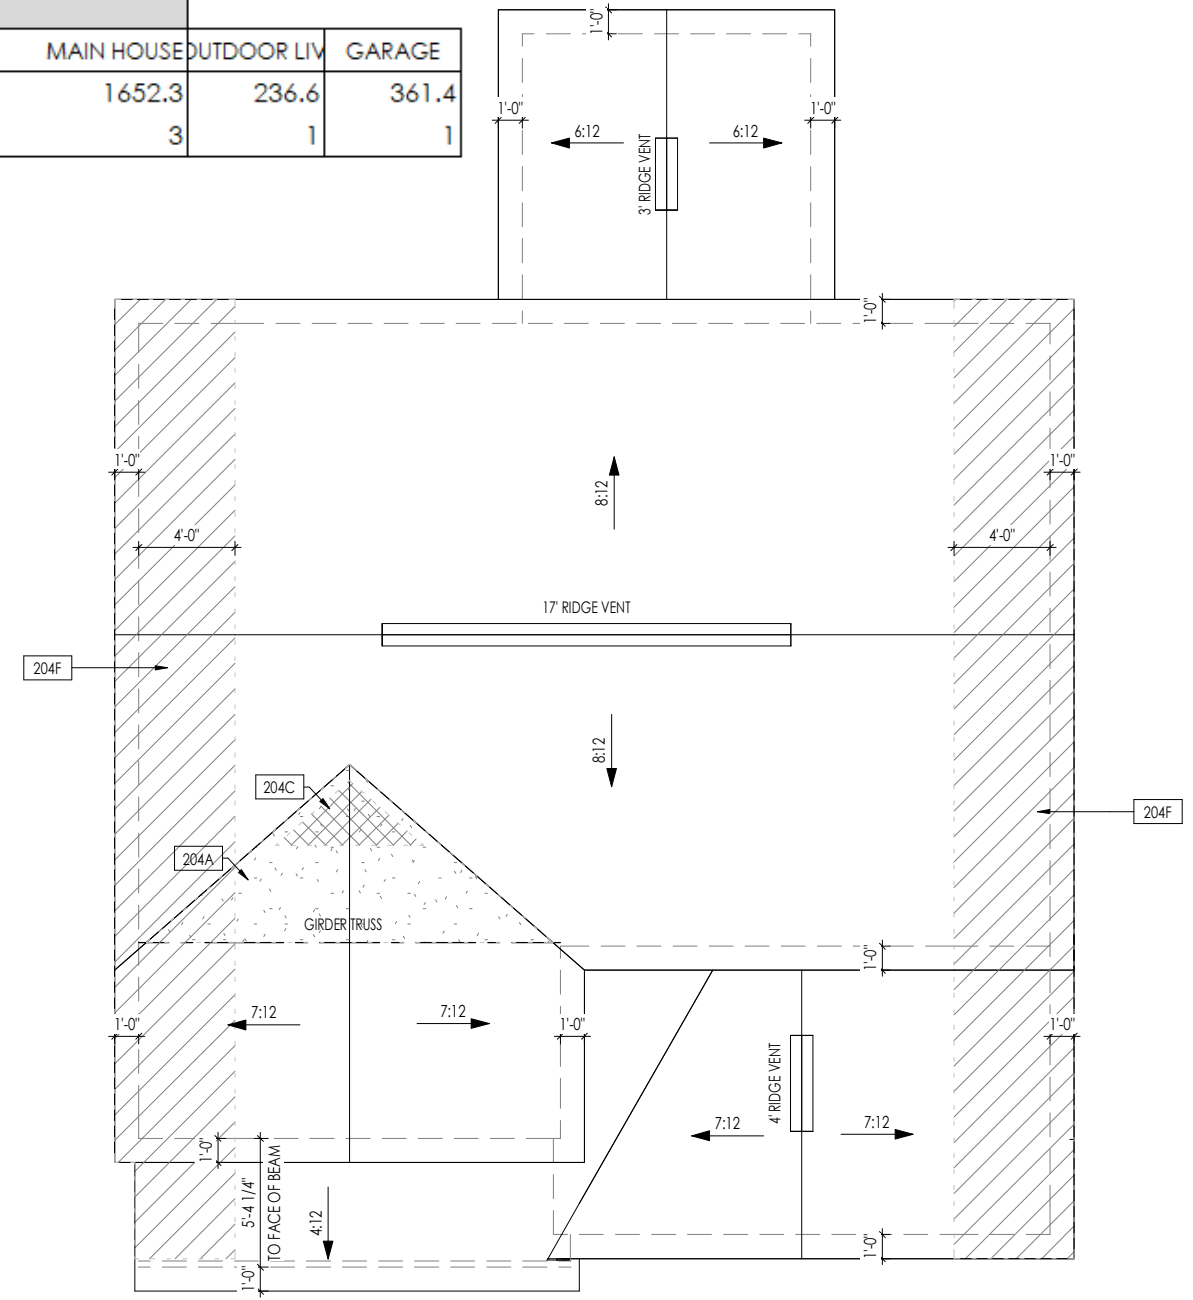 MAIN HOUSE OUTDOOR LIV GARAGE
1652.3 236.6 361.4
3 1 1
1'-0"
1'-0" 1'-0"
6:12 6:12
3' RIDGE VENT
1'-0"
1'-0" 1'-0"
8:12
4'-0" 4'-0"
17' RIDGE VENT
204F
8:12
204C
204F
204A
GIRDER TRUSS
1'-0"
7:12 7:12
1'-0" 1'-0" 1'-0"
4' RIDGE VENT
7:12 7:12
1'-0"
5'-4 1/4"
TO FACE OF BEAM
4:12
1'-0"
1'-0"